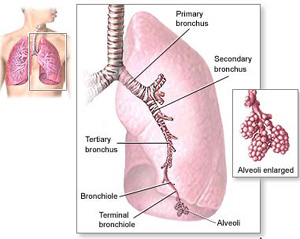 Primary
bronchus
Secondary
bronchus
Tertiary
bronchus
Alveoli enlarged
Bronchiole
Terminal
bronchiole
Alveoli